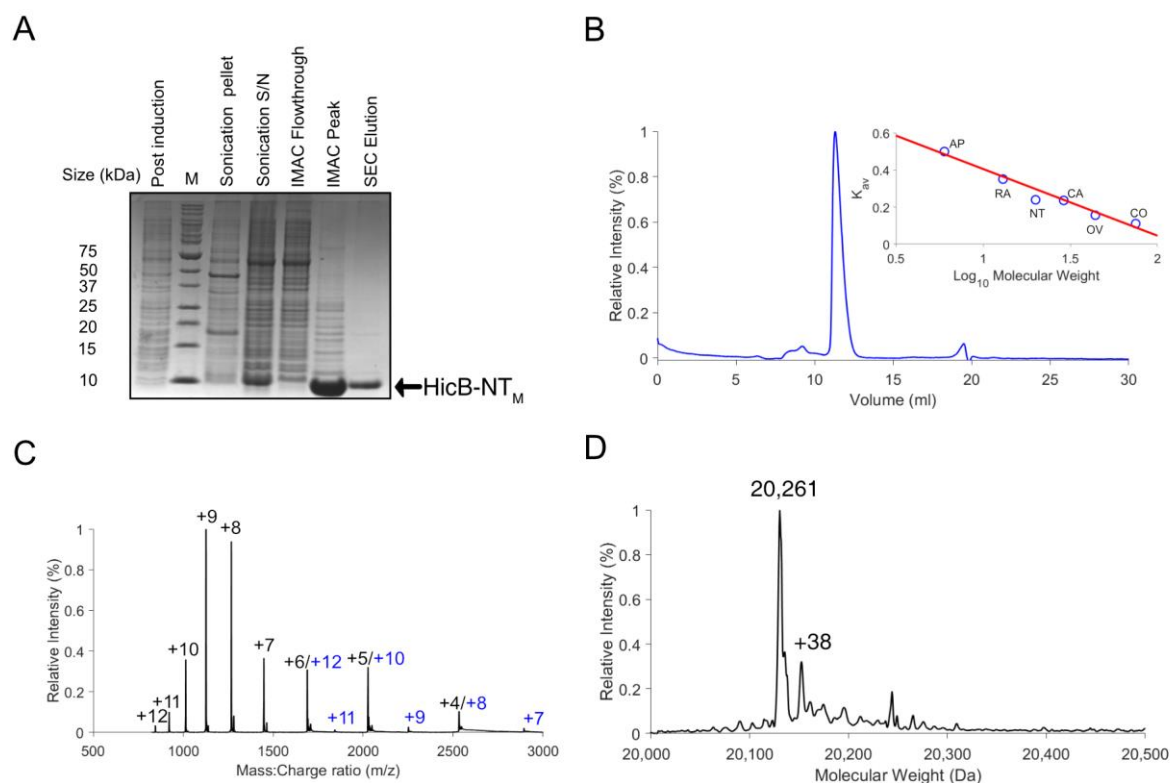 A
Size (kDa)
Post induction
M
Sonication pellet
Sonication S/N
IMAC Flowthrough
IMAC Peak
SEC Elution
75
50
37
25
20
15
10
HicB-NT_M
B
Relative Intensity (%)
1
0.8
0.6
0.4
0.2
0
0
5
10
15
20
25
30
Volume (ml)
K_av
0.6
0.4
0.2
0
AP
RA
NT
CA
OV
CO
0.5
1
1.5
2
Log₁₀ Molecular Weight
C
Relative Intensity (%)
1
0.8
0.6
0.4
0.2
0
+12
+11
+10
+9
+8
+7
+6/+12
+11
+5/+10
+9
+4/+8
+7
500
1000
1500
2000
2500
3000
Mass:Charge ratio (m/z)
D
20,261
+38
Relative Intensity (%)
1
0.8
0.6
0.4
0.2
0
20,000
20,100
20,200
20,300
20,400
20,500
Molecular Weight (Da)